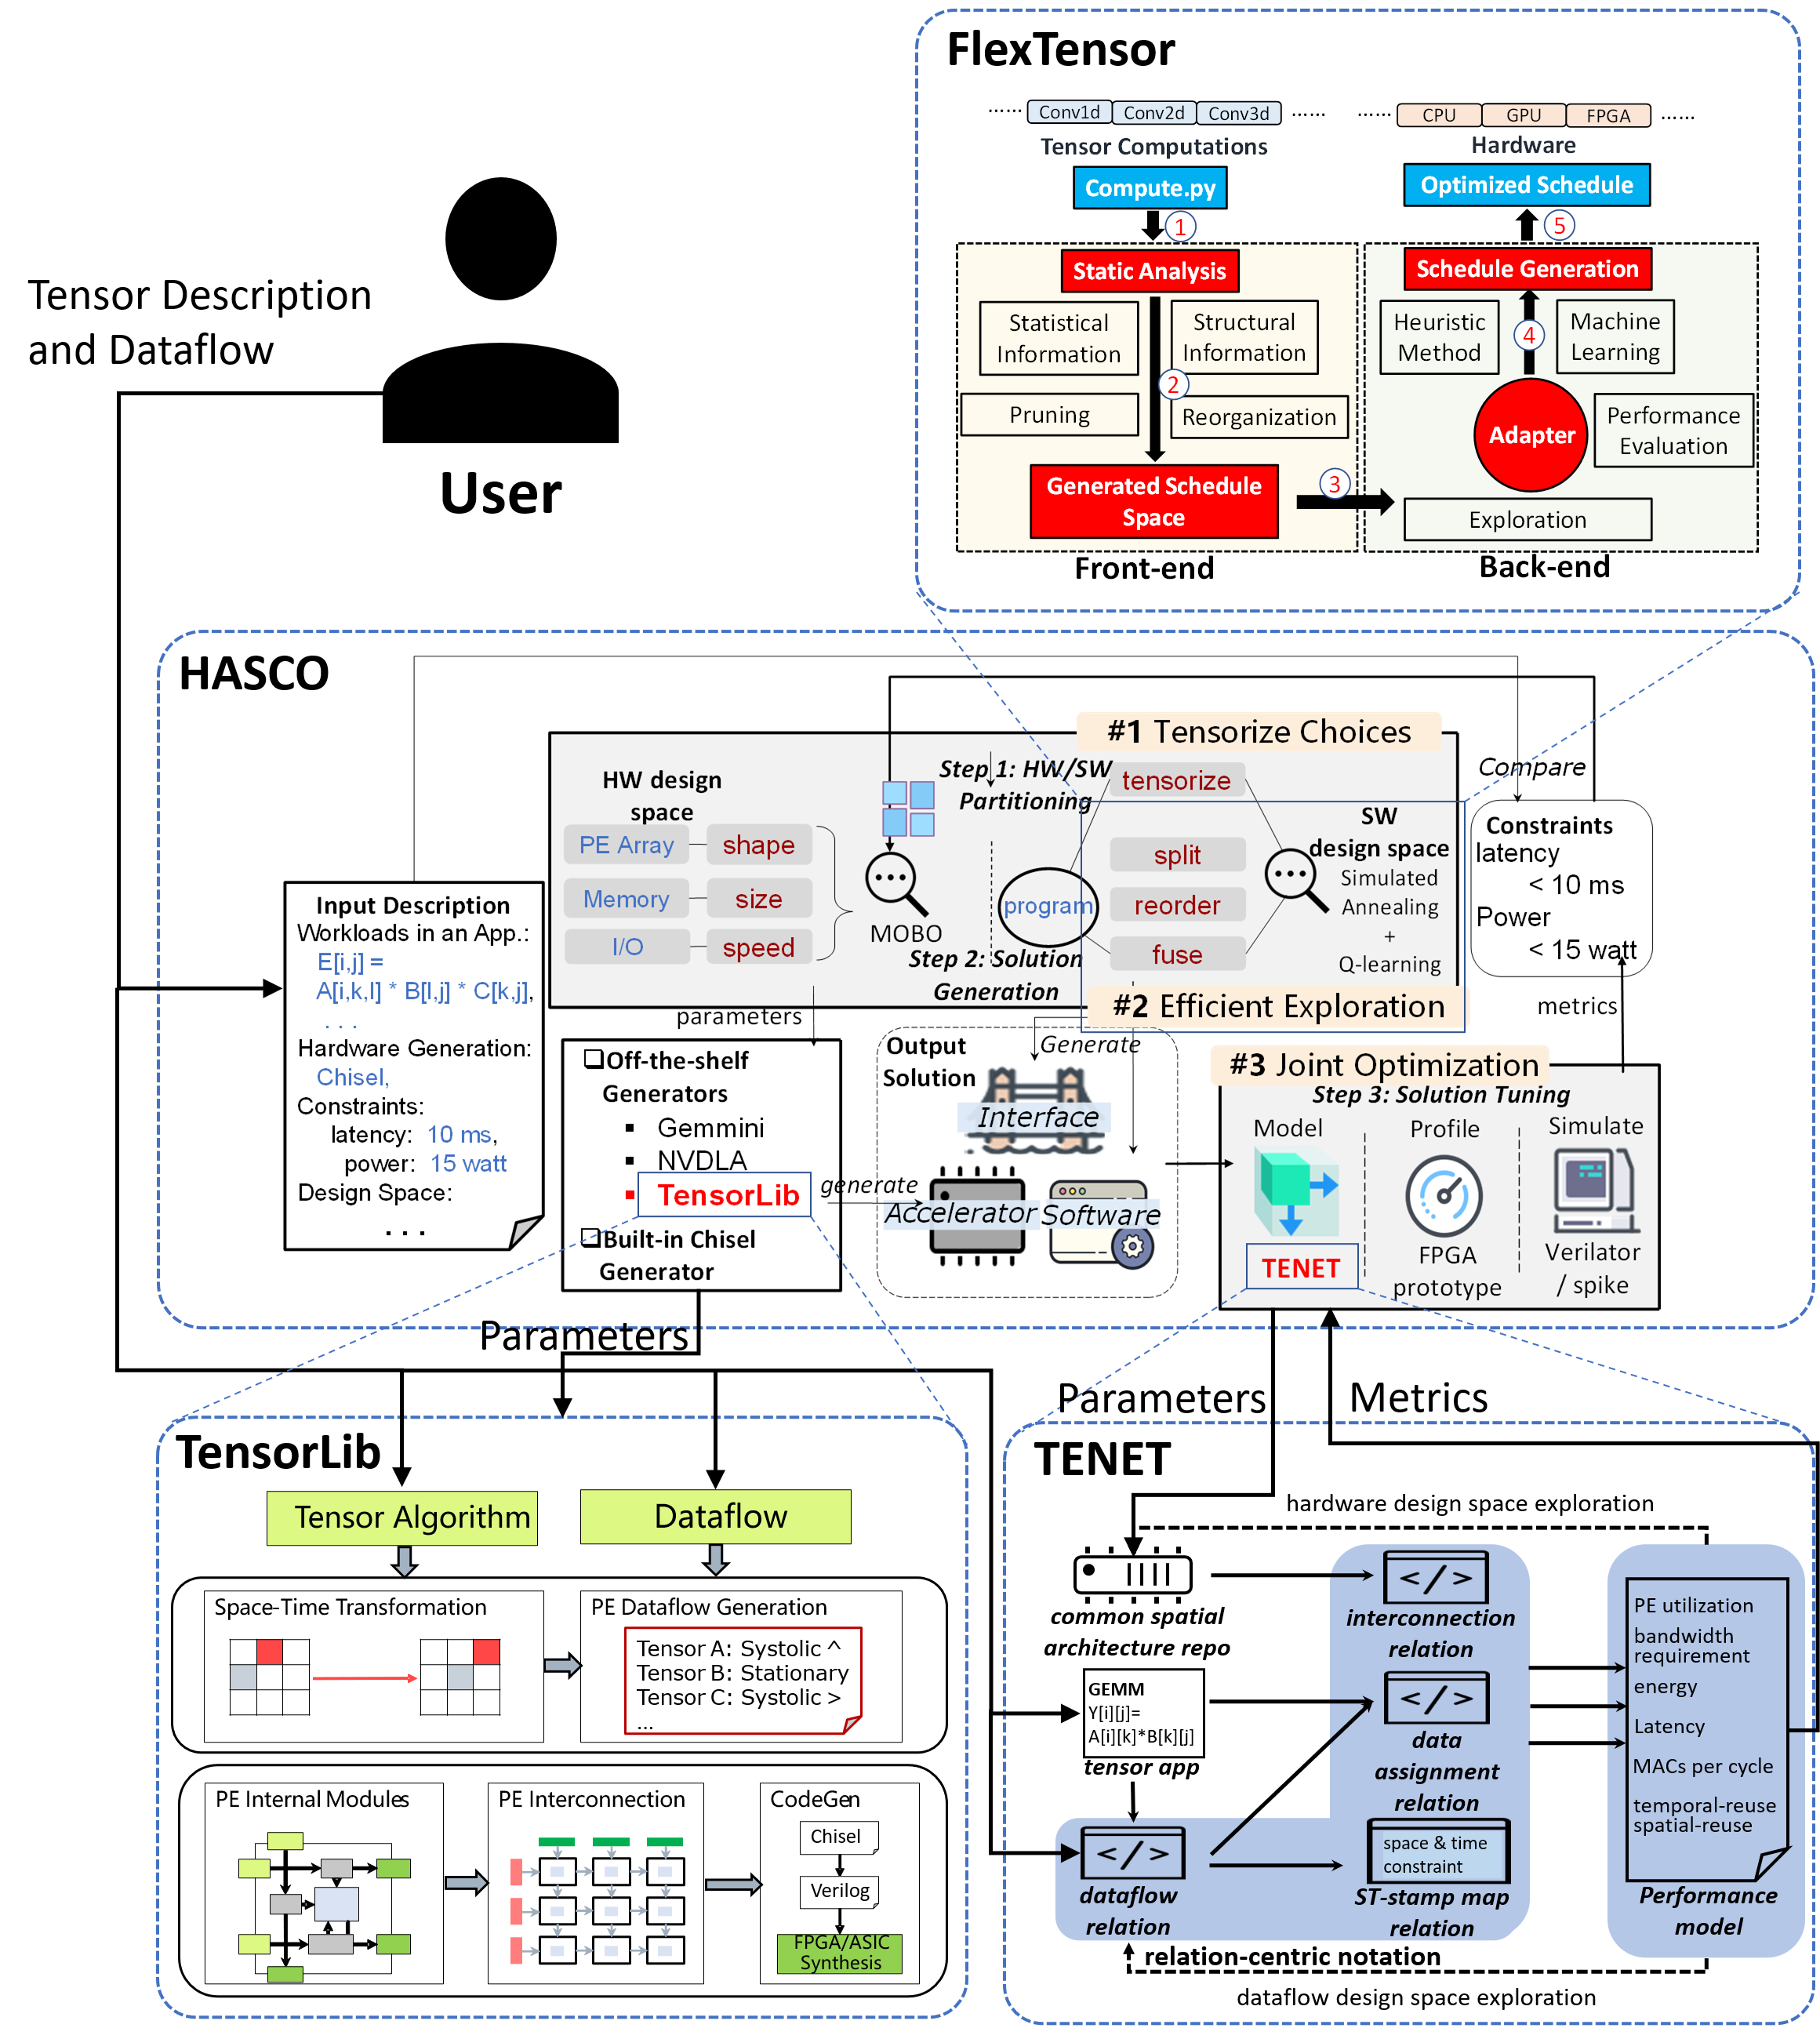 FlexTensor
...... Conv1d Conv2d Conv3d ......
Tensor Computations
...... CPU GPU FPGA ......
Hardware
Compute.py
Optimized Schedule
1
5
Static Analysis
Schedule Generation
Statistical
Information
Structural
Information
Heuristic
Method
4
Machine
Learning
2
Pruning
Reorganization
Adapter
Performance
Evaluation
Generated Schedule
Space
3
Exploration
Front-end
Back-end
Tensor Description
and Dataflow
User
HASCO
#1 Tensorize Choices
HW design
space
Step 1: HW/SW
Partitioning
tensorize
Compare
PE Array
shape
Memory
size
I/O
speed
MOBO
program
split
reorder
fuse
SW
design space
Simulated
Annealing
+
Q-learning
Step 2: Solution
Generation
#2 Efficient Exploration
Constraints
latency
< 10 ms
Power
< 15 watt
metrics
Input Description
Workloads in an App.:
E[i,j] =
A[i,k,l] * B[l,j] * C[k,j],
. . .
Hardware Generation:
Chisel,
Constraints:
latency: 10 ms,
power: 15 watt
Design Space:
. . .
parameters
❑Off-the-shelf
Generators
▪ Gemmini
▪ NVDLA
▪ TensorLib
❑Built-in Chisel
Generator
generate
Output
Solution
Generate
Interface
Accelerator
Software
#3 Joint Optimization
Step 3: Solution Tuning
Model
Profile
Simulate
TENET
FPGA
prototype
Verilator
/ spike
Parameters
Parameters
Metrics
TensorLib
Tensor Algorithm
Dataflow
Space-Time Transformation
PE Dataflow Generation
Tensor A: Systolic ^
Tensor B: Stationary
Tensor C: Systolic >
...
PE Internal Modules
PE Interconnection
CodeGen
Chisel
Verilog
FPGA/ASIC
Synthesis
TENET
hardware design space exploration
common spatial
architecture repo
</>
interconnection
relation
GEMM
Y[i][j]=
A[i][k]*B[k][j]
tensor app
</>
data
assignment
relation
</>
dataflow
relation
space & time
constraint
ST-stamp map
relation
PE utilization
bandwidth
requirement
energy
Latency
MACs per cycle
temporal-reuse
spatial-reuse
Performance
model
relation-centric notation
dataflow design space exploration